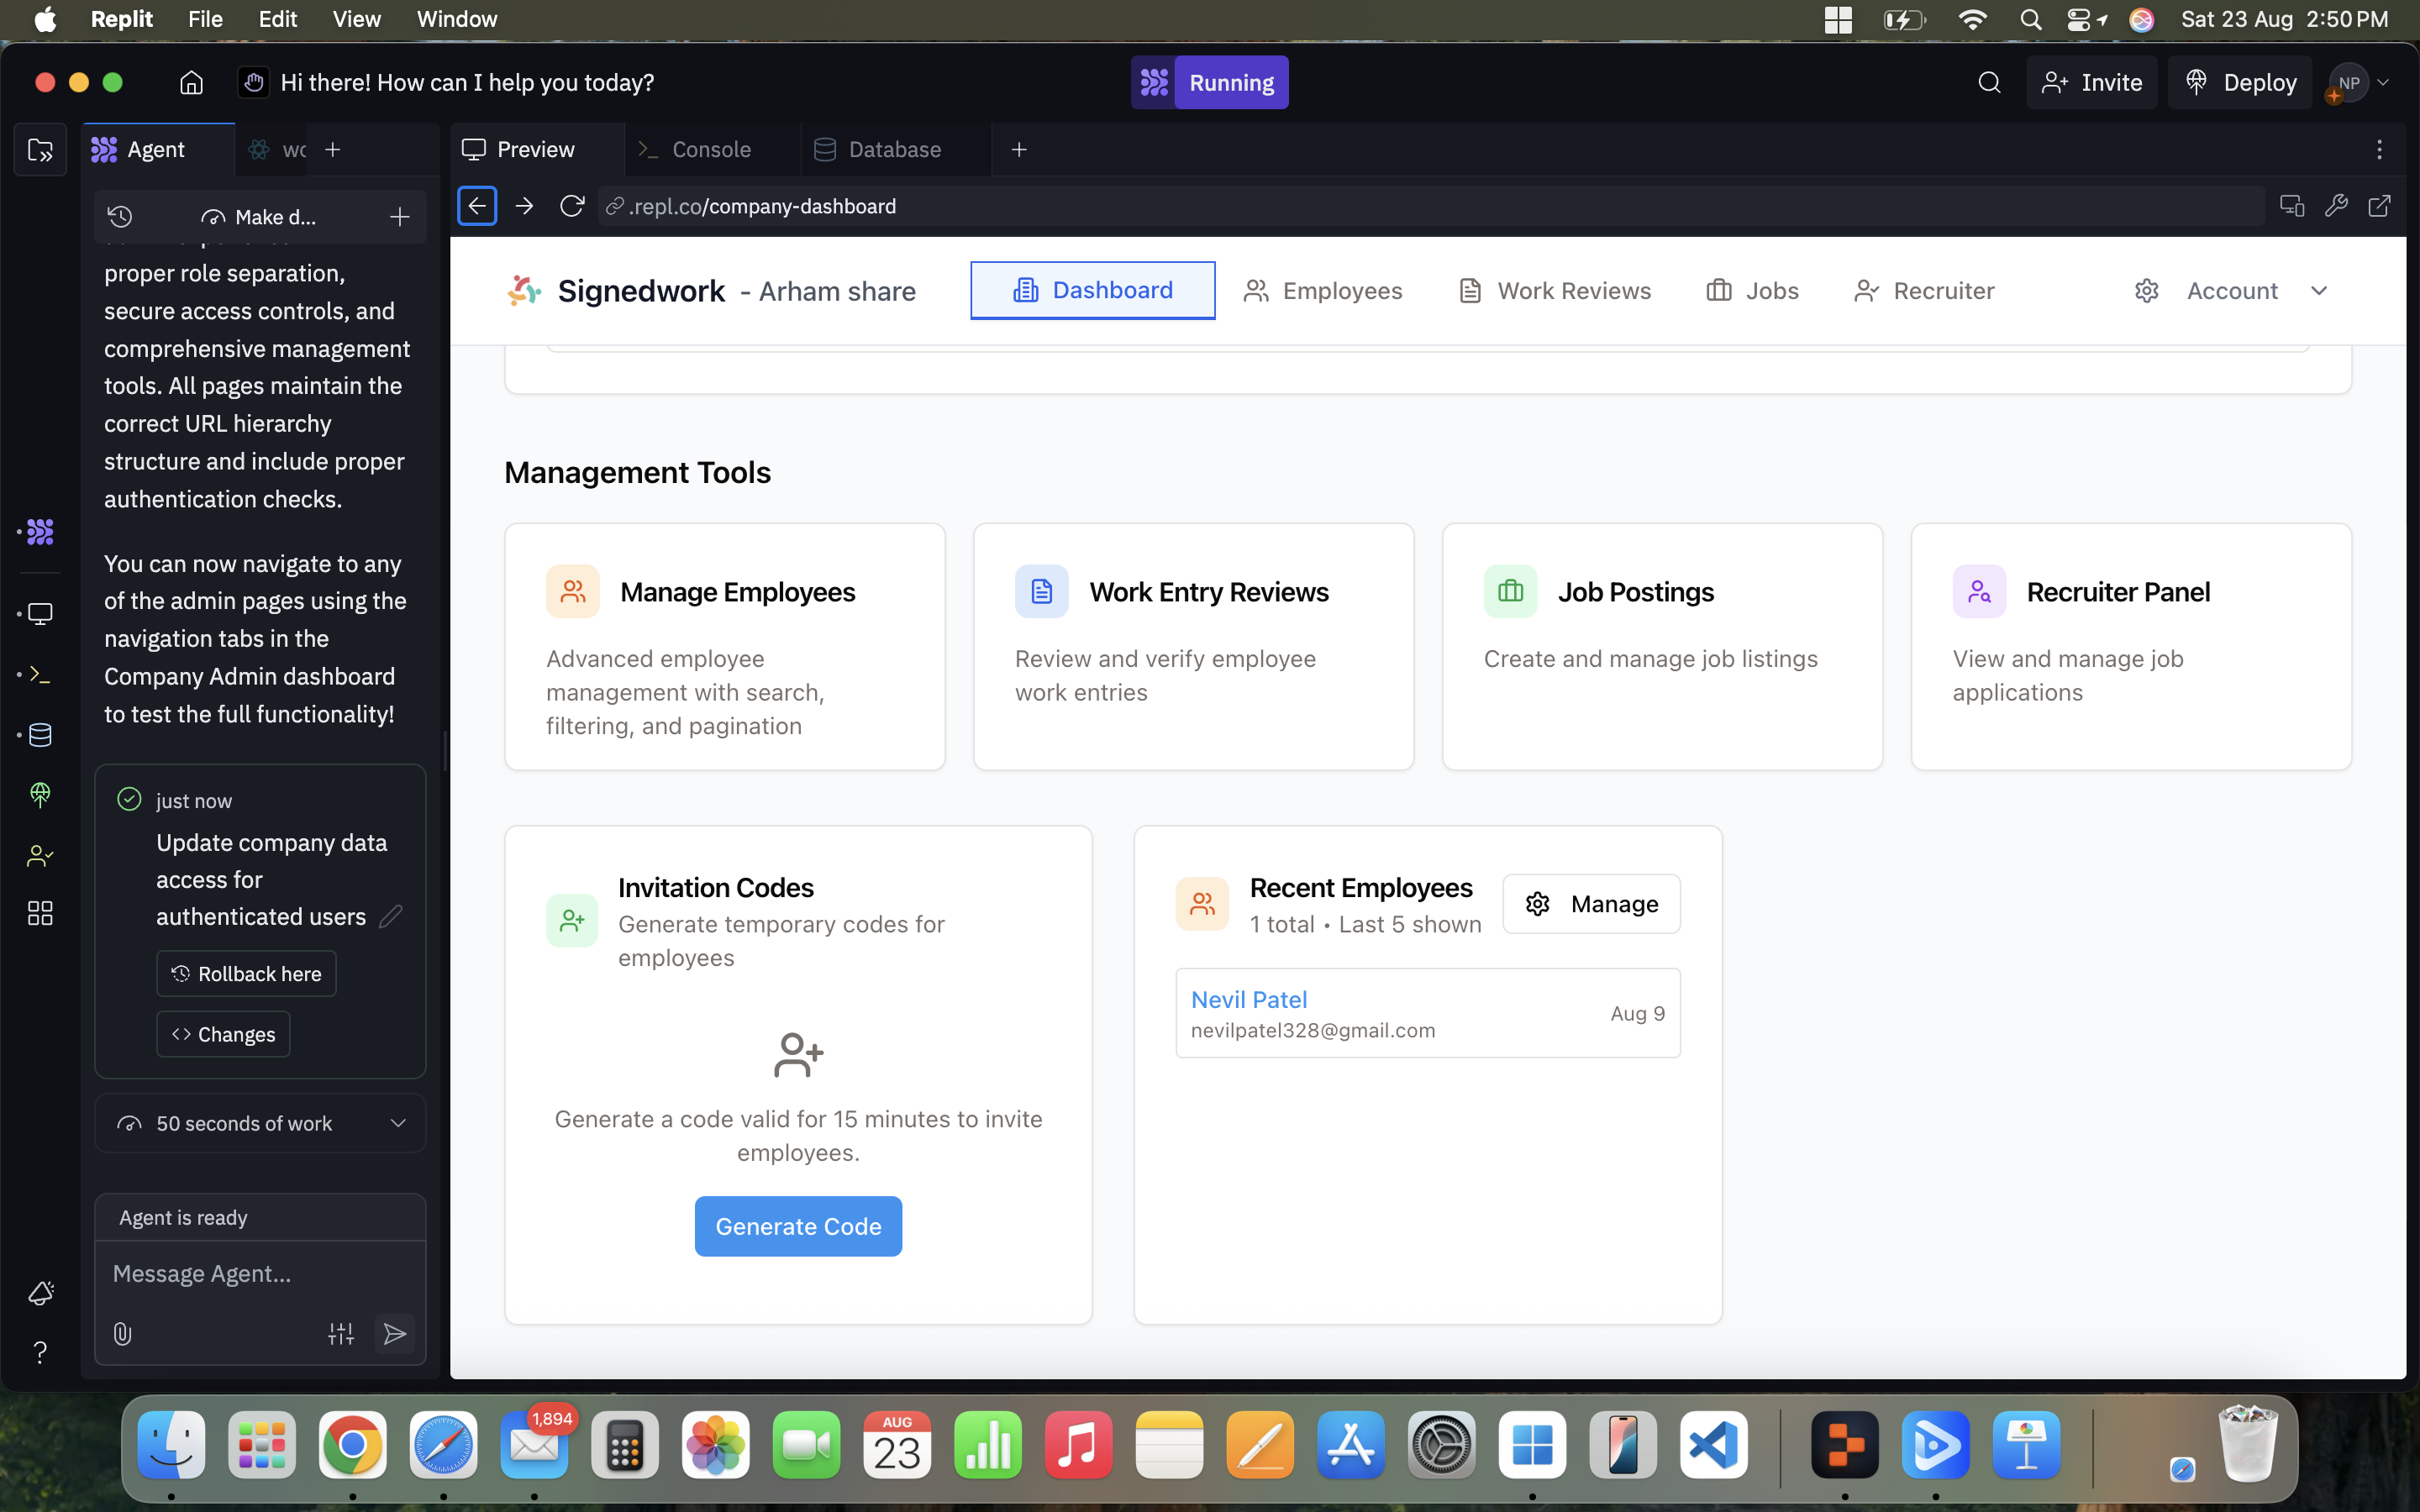 Replit File Edit View Window
Sat 23 Aug 2:50 PM
Hi there! How can I help you today?
Running
Invite
Deploy
NP
Agent
Preview
Console
Database
Make d...
.repl.co/company-dashboard
proper role separation,
secure access controls, and
comprehensive management
tools. All pages maintain the
correct URL hierarchy
structure and include proper
authentication checks.
You can now navigate to any
of the admin pages using the
navigation tabs in the
Company Admin dashboard
to test the full functionality!
just now
Update company data
access for
authenticated users
Rollback here
<> Changes
50 seconds of work
Agent is ready
Message Agent...
Signedwork - Arham share
Dashboard
Employees
Work Reviews
Jobs
Recruiter
Account
Management Tools
Manage Employees
Advanced employee
management with search,
filtering, and pagination
Work Entry Reviews
Review and verify employee
work entries
Job Postings
Create and manage job listings
Recruiter Panel
View and manage job
applications
Invitation Codes
Generate temporary codes for
employees
Generate a code valid for 15 minutes to invite
employees.
Generate Code
Recent Employees
1 total • Last 5 shown
Manage
Nevil Patel
nevilpatel328@gmail.com
Aug 9
1,894
AUG
23